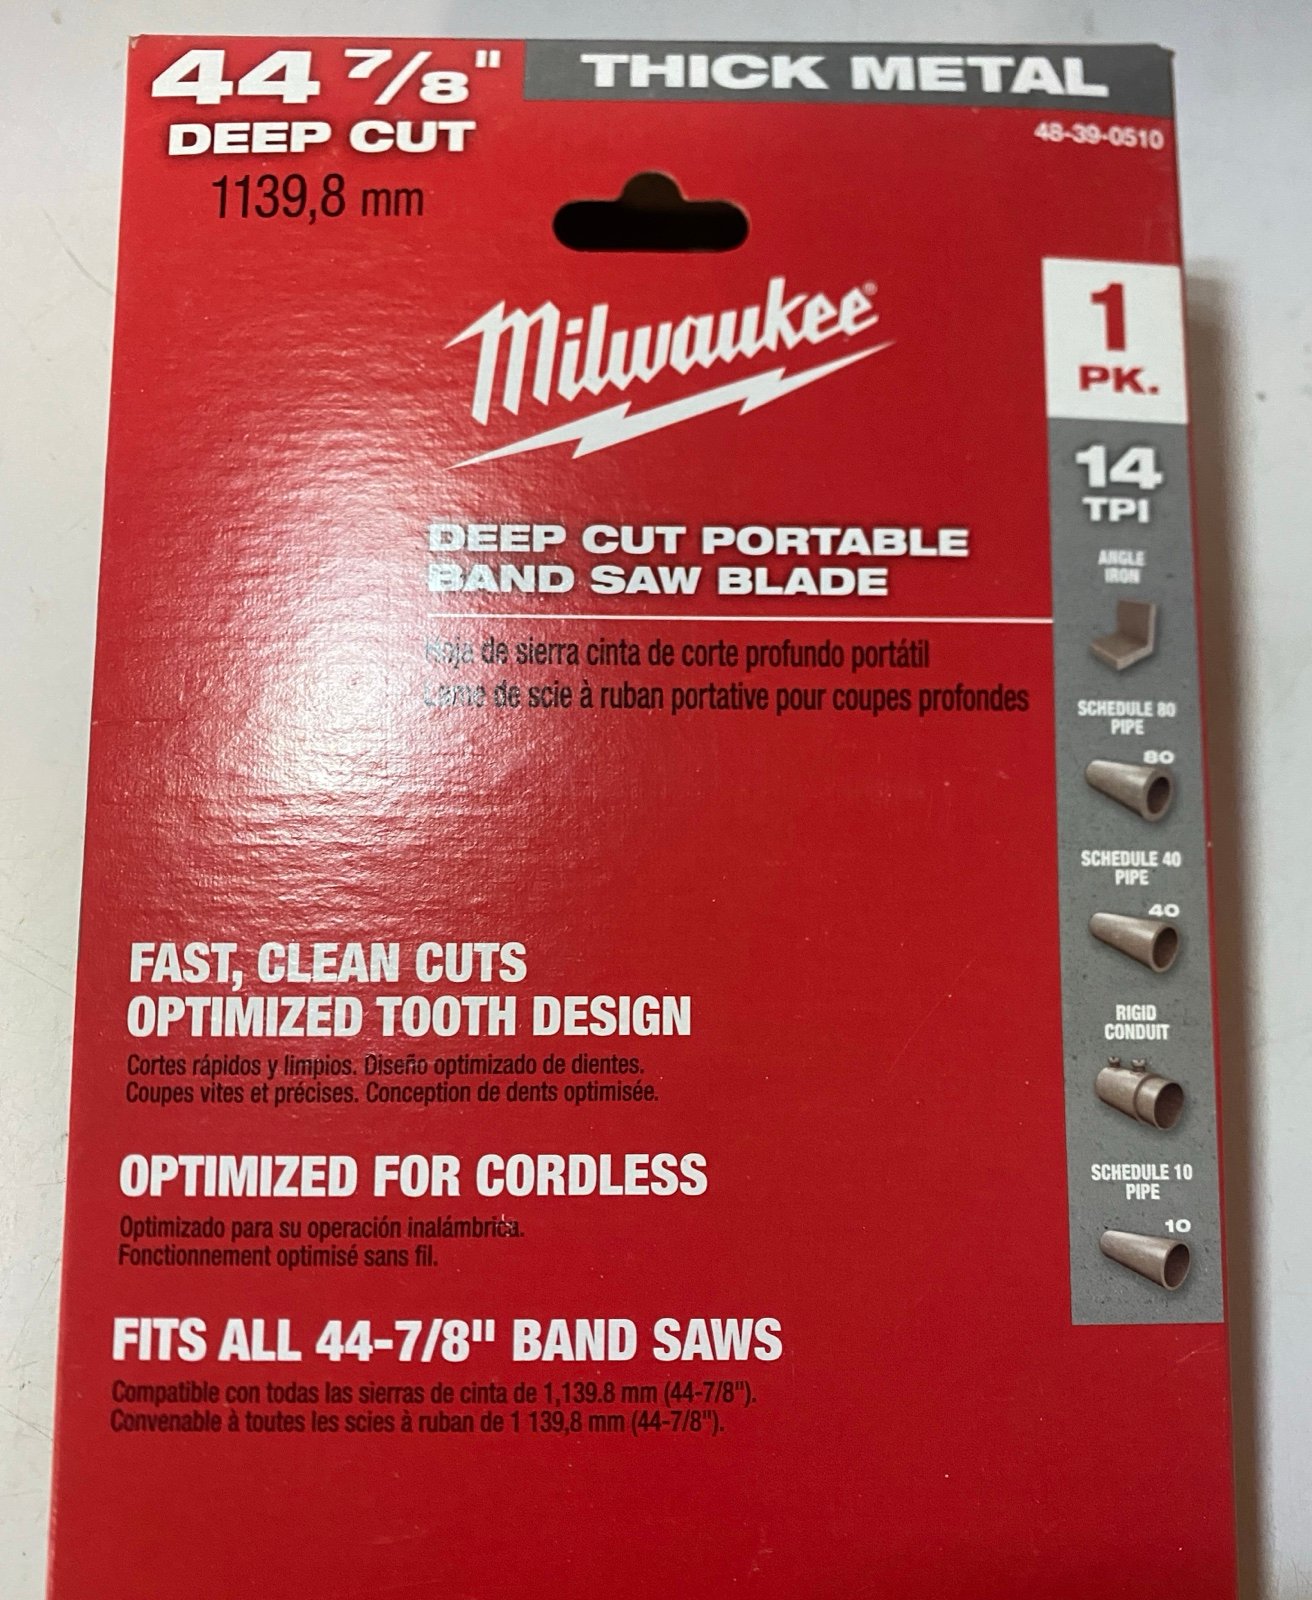 44 7/8"
DEEP CUT
1139,8 mm
THICK METAL
48-39-0510
Milwaukee®
1
PK.
14
TPI
DEEP CUT PORTABLE
BAND SAW BLADE
Hoja de sierra cinta de corte profundo portátil
Lame de scie à ruban portative pour coupes profondes
ANGLE
IRON
SCHEDULE 80
PIPE
80
SCHEDULE 40
PIPE
40
RIGID
CONDUIT
SCHEDULE 10
PIPE
10
FAST, CLEAN CUTS
OPTIMIZED TOOTH DESIGN
Cortes rápidos y limpios. Diseño optimizado de dientes.
Coupes vites et précises. Conception de dents optimisée.
OPTIMIZED FOR CORDLESS
Optimizado para su operación inalámbrica.
Fonctionnement optimisé sans fil.
FITS ALL 44-7/8" BAND SAWS
Compatible con todas las sierras de cinta de 1,139.8 mm (44-7/8").
Convenable à toutes les scies à ruban de 1 139,8 mm (44-7/8").